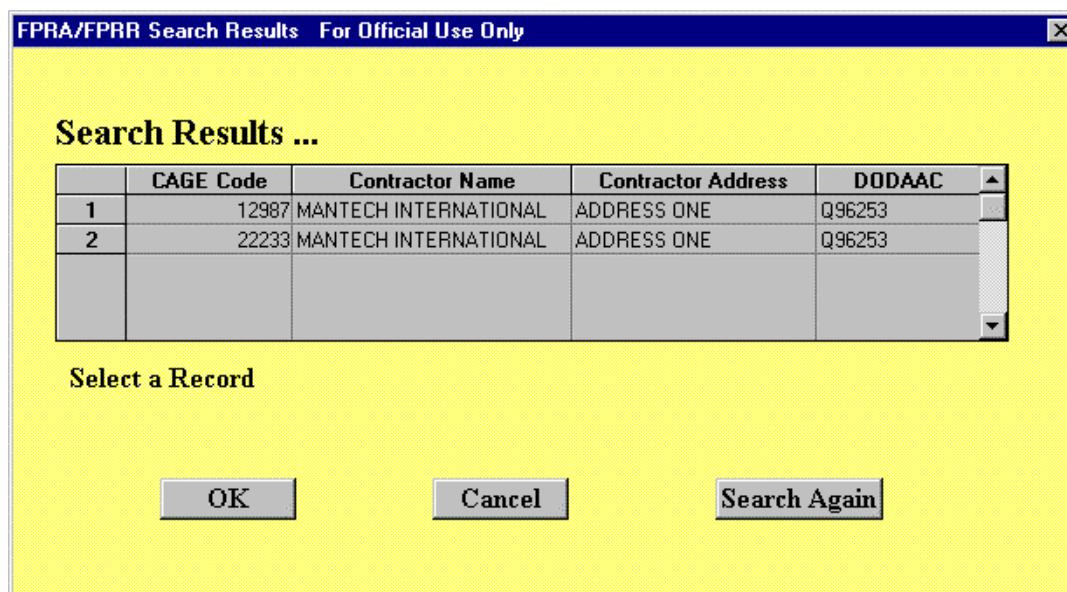 FPRA/FPRR Search Results For Official Use Only
Search Results ...
CAGE Code Contractor Name Contractor Address DODAAC
1 12987 MANTECH INTERNATIONAL ADDRESS ONE Q96253
2 22233 MANTECH INTERNATIONAL ADDRESS ONE Q96253
Select a Record
OK Cancel Search Again